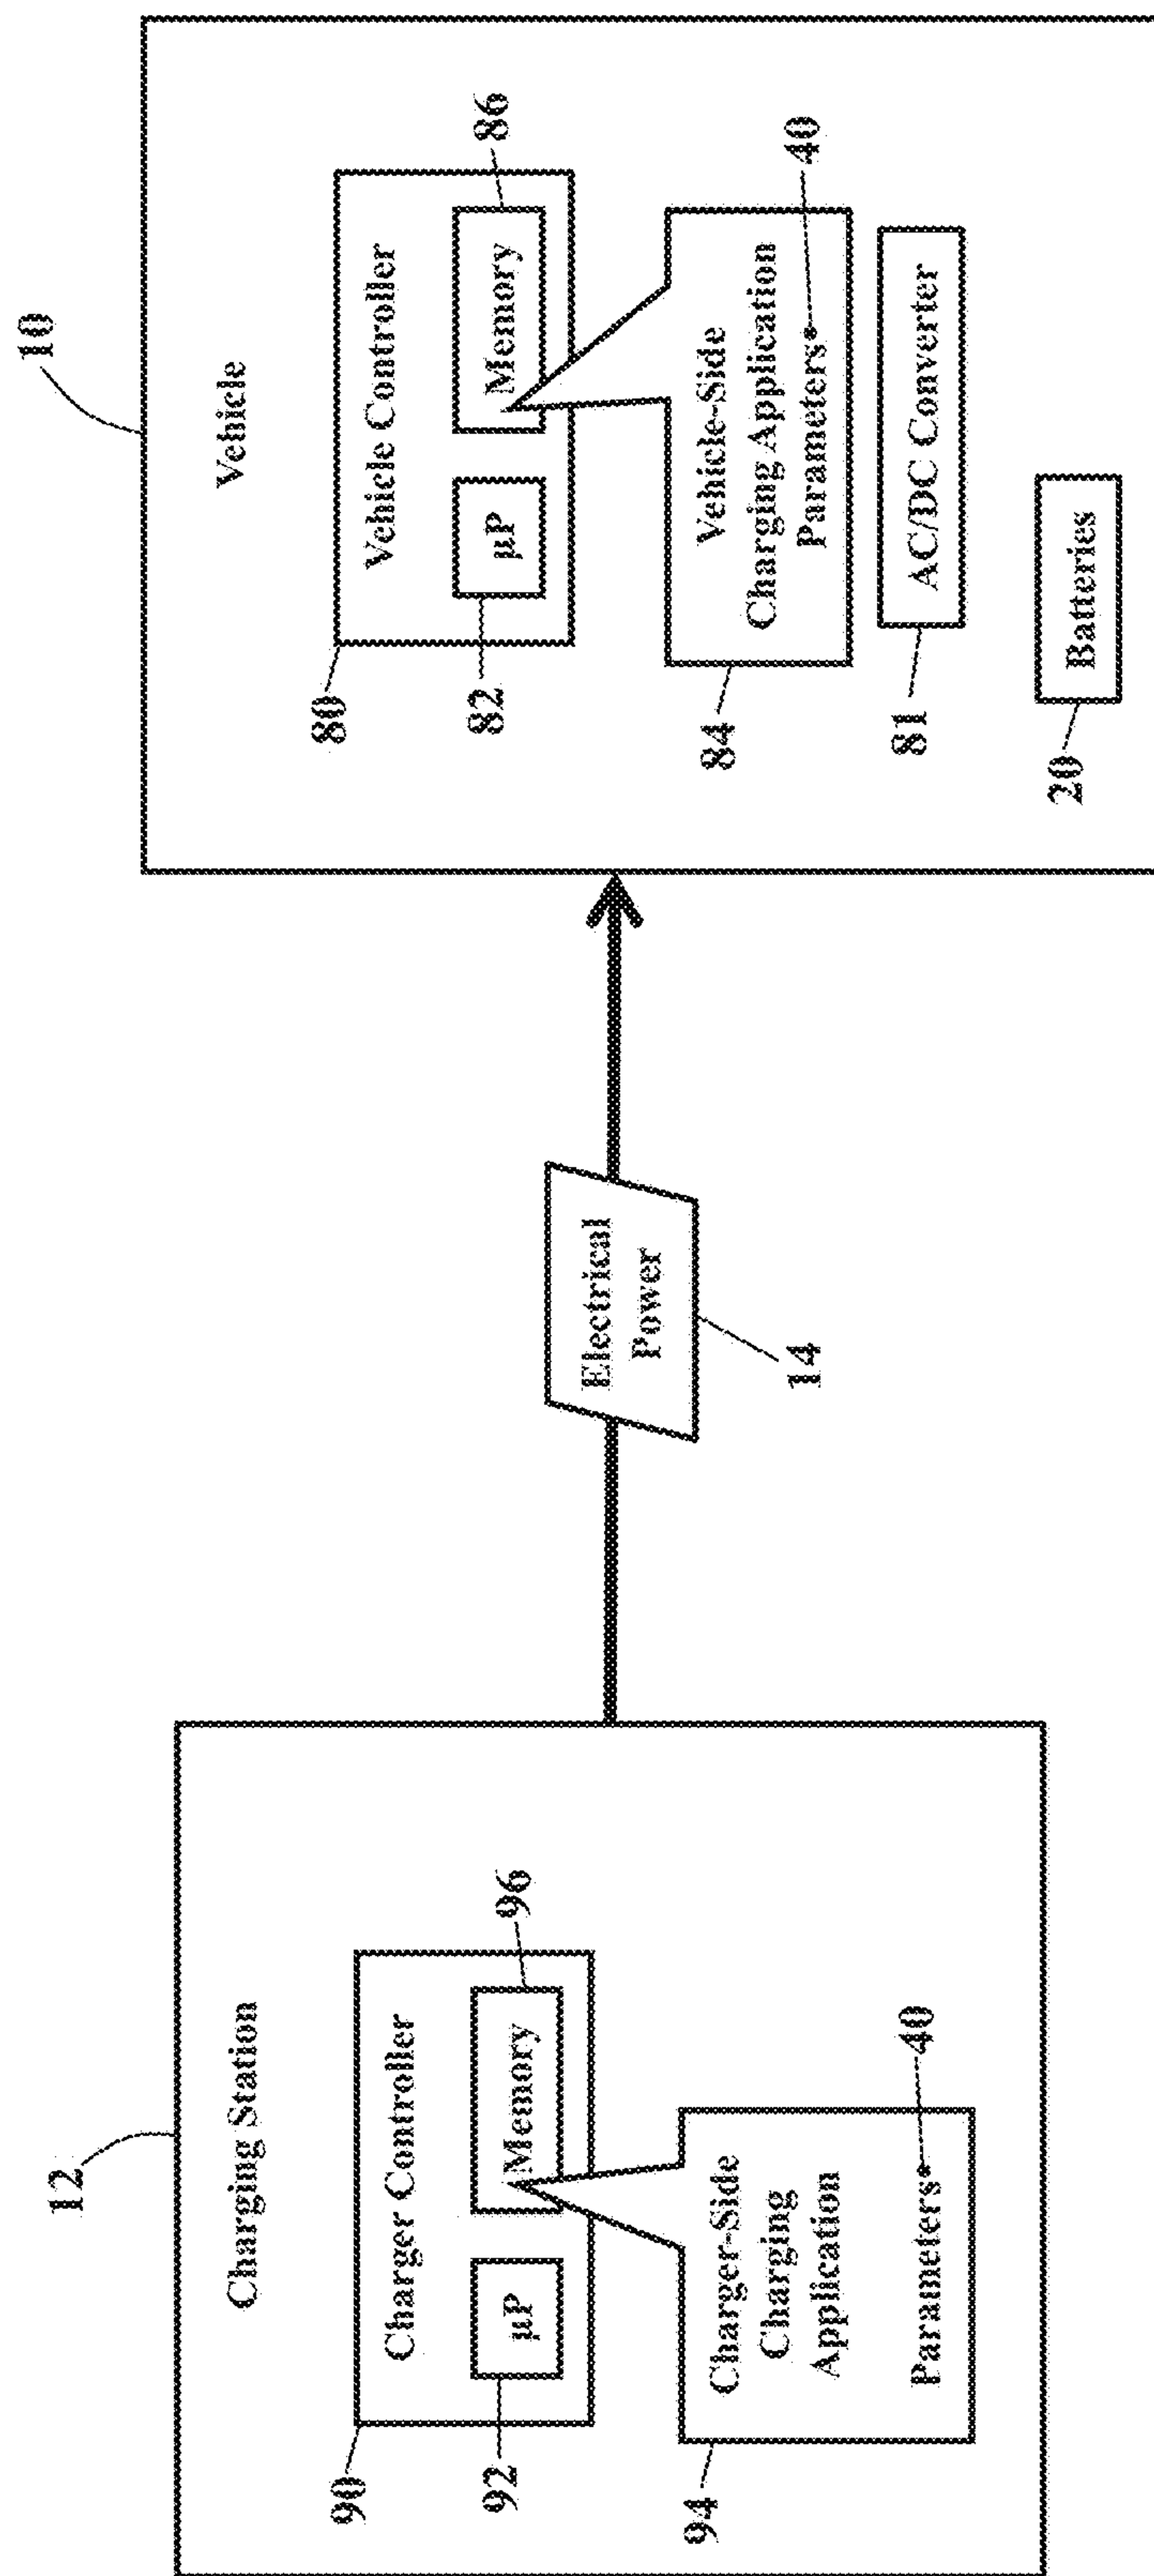 12
Charging Station
90
Charger Controller
92
µP
Memory
96
94
Charger-Side
Charging
Application
Parameters*
40
Electrical
Power
14
10
Vehicle
80
Vehicle Controller
82
µP
Memory
86
84
Vehicle-Side
Charging Application
Parameters*
40
81
AC/DC Converter
20
Batteries